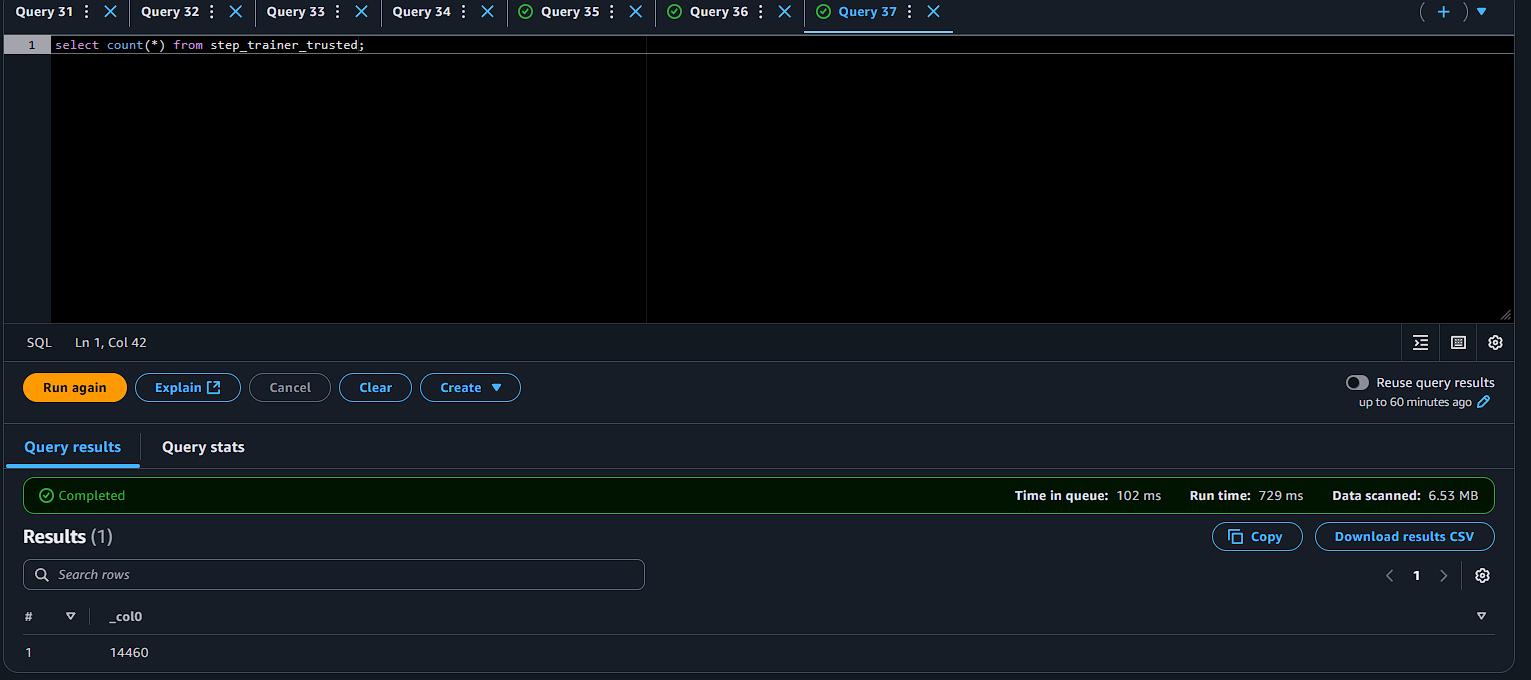 Query 31 Query 32 Query 33 Query 34 Query 35 Query 36 Query 37
1 select count(*) from step_trainer_trusted;
SQL Ln 1, Col 42
Run again Explain Cancel Clear Create Reuse query results
up to 60 minutes ago
Query results Query stats
Completed Time in queue: 102 ms Run time: 729 ms Data scanned: 6.53 MB
Results (1) Copy Download results CSV
Search rows 1
# _col0
1 14460